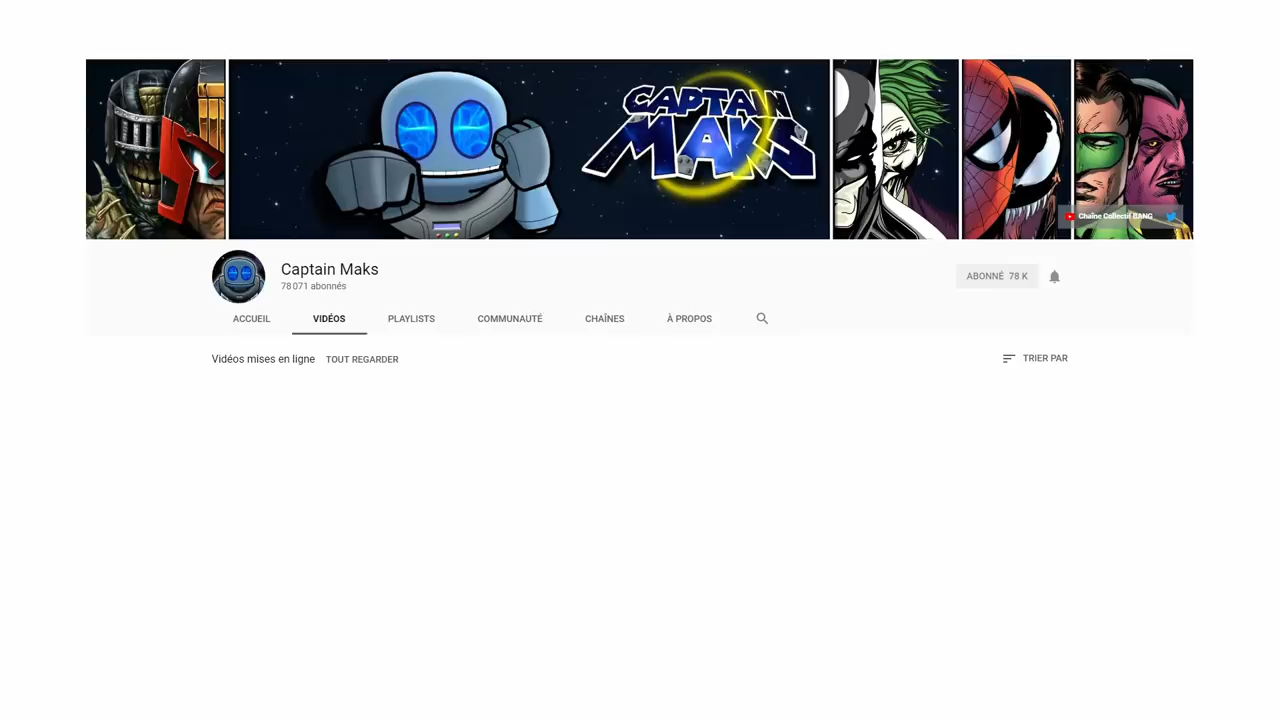 CAPTAIN
MAKS
Chaîne Collectif BANG
Captain Maks
78 071 abonnés
ABONNÉ 78 K
ACCUEIL VIDÉOS PLAYLISTS COMMUNAUTÉ CHAÎNES À PROPOS
Vidéos mises en ligne TOUT REGARDER
TRIER PAR